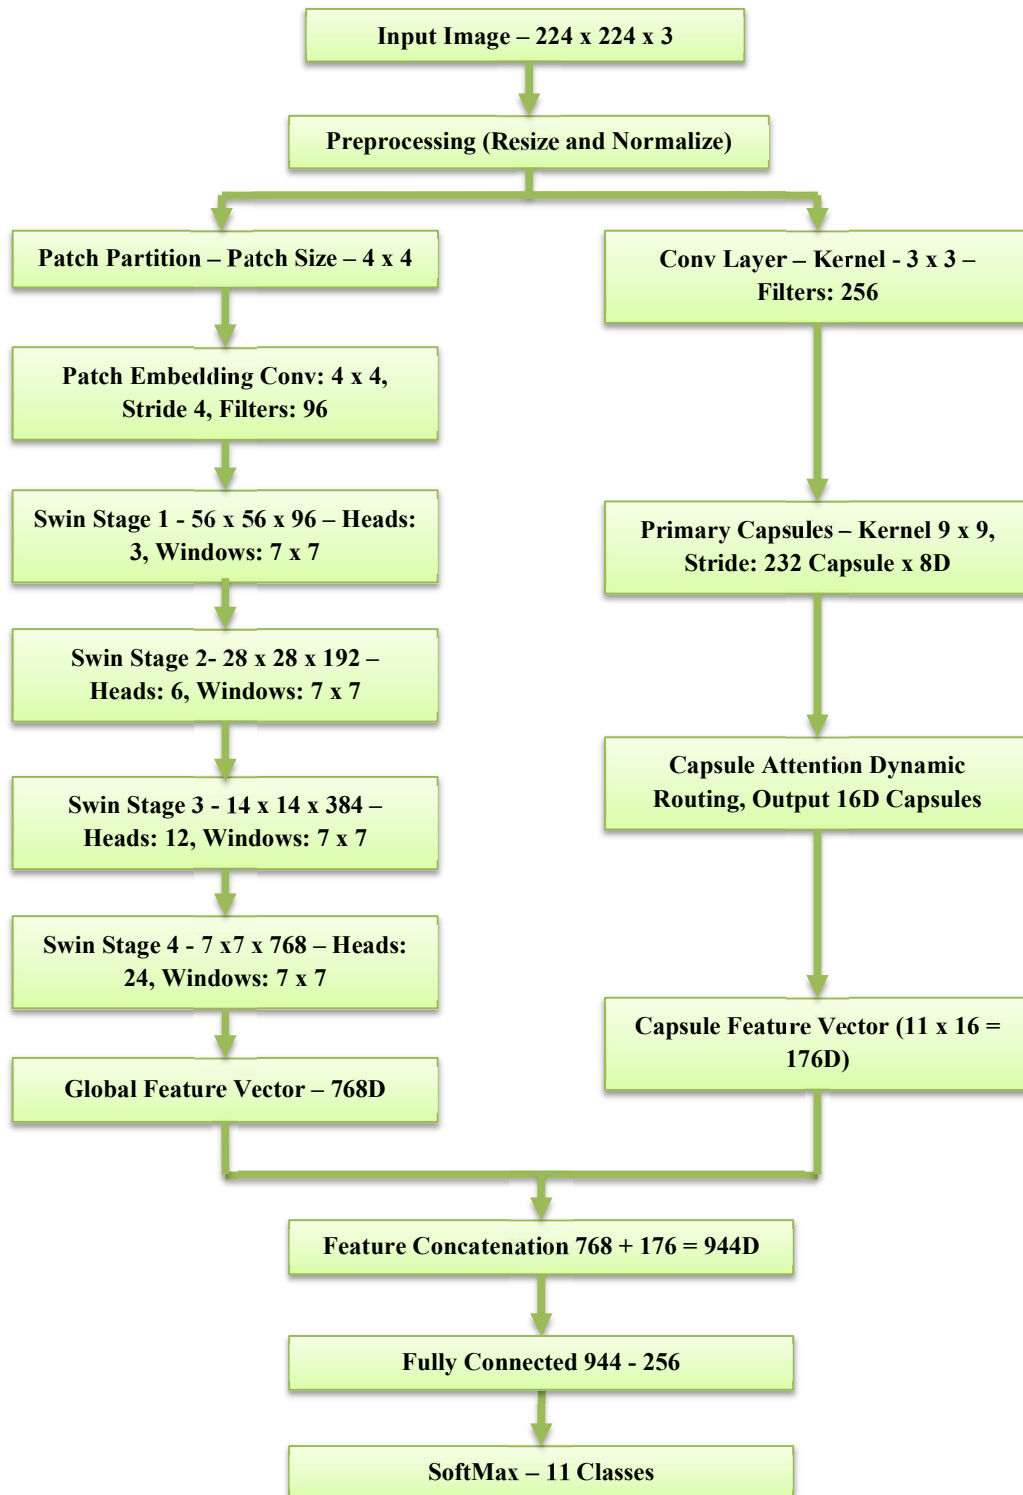 Input Image – 224 x 224 x 3
Preprocessing (Resize and Normalize)
Patch Partition – Patch Size – 4 x 4
Patch Embedding Conv: 4 x 4,
Stride 4, Filters: 96
Swin Stage 1 - 56 x 56 x 96 – Heads:
3, Windows: 7 x 7
Swin Stage 2- 28 x 28 x 192 –
Heads: 6, Windows: 7 x 7
Swin Stage 3 - 14 x 14 x 384 –
Heads: 12, Windows: 7 x 7
Swin Stage 4 - 7 x7 x 768 – Heads:
24, Windows: 7 x 7
Global Feature Vector – 768D
Conv Layer – Kernel - 3 x 3 –
Filters: 256
Primary Capsules – Kernel 9 x 9,
Stride: 232 Capsule x 8D
Capsule Attention Dynamic
Routing, Output 16D Capsules
Capsule Feature Vector (11 x 16 =
176D)
Feature Concatenation 768 + 176 = 944D
Fully Connected 944 - 256
SoftMax – 11 Classes